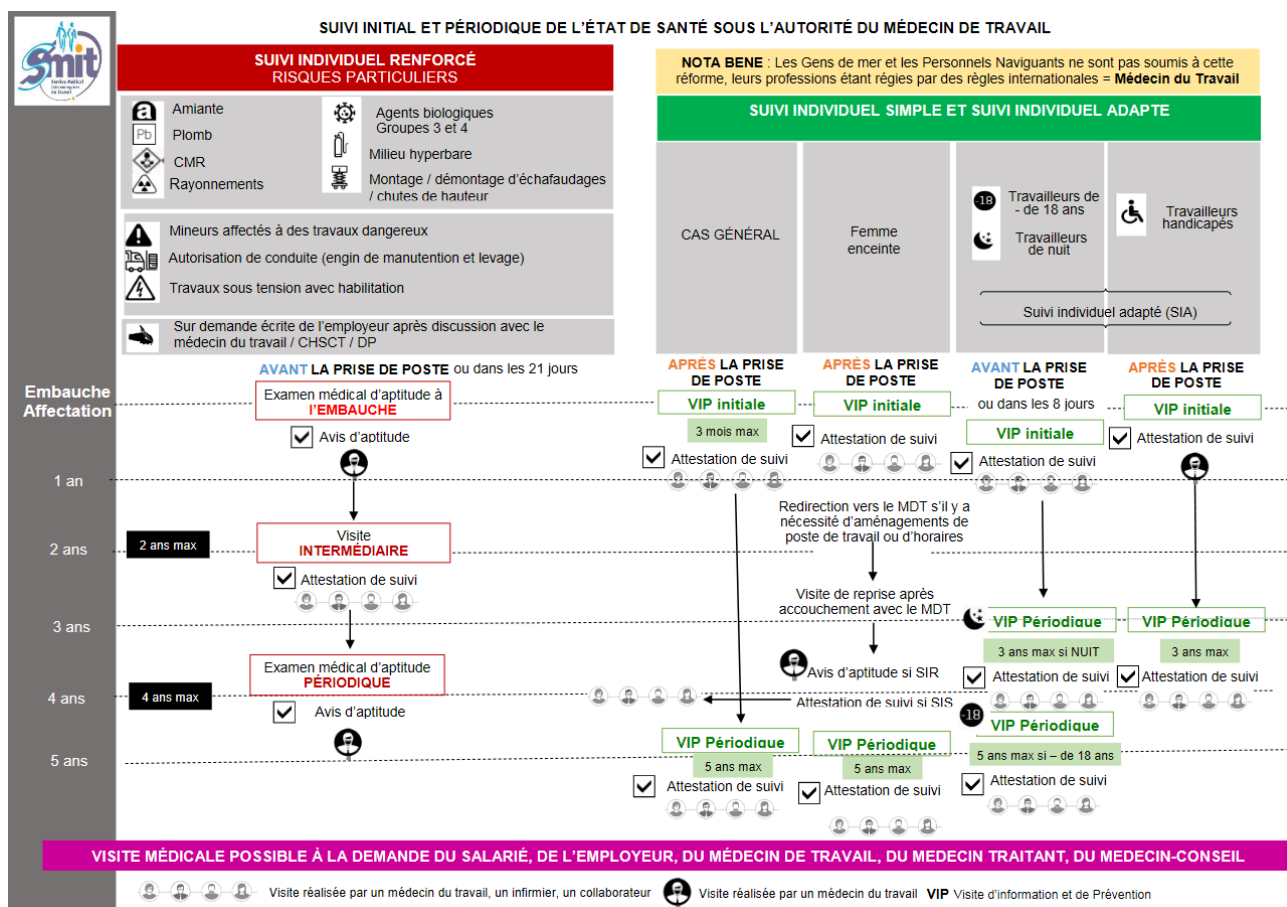 SUIVI INITIAL ET PÉRIODIQUE DE L'ÉTAT DE SANTÉ SOUS L'AUTORITÉ DU MÉDECIN DE TRAVAIL
Smit
SUIVI INDIVIDUEL RENFORCÉ
RISQUES PARTICULIERS
a
Amiante
Pb
Plomb
CMR
Rayonnements
Agents biologiques
Groupes 3 et 4
Milieu hyperbare
Montage / démontage d'échafaudages
/ chutes de hauteur
Mineurs affectés à des travaux dangereux
Autorisation de conduite (engin de manutention et levage)
Travaux sous tension avec habilitation
Sur demande écrite de l'employeur après discussion avec le
médecin du travail / CHSCT / DP
NOTA BENE : Les Gens de mer et les Personnels Naviguants ne sont pas soumis à cette
réforme, leurs professions étant régies par des règles internationales = Médecin du Travail
SUIVI INDIVIDUEL SIMPLE ET SUIVI INDIVIDUEL ADAPTE
CAS GÉNÉRAL
Femme
enceinte
-18
Travailleurs de
- de 18 ans
Travailleurs
de nuit
Travailleurs
handicapés
Suivi individuel adapté (SIA)
Embauche
Affectation
1 an
2 ans
3 ans
4 ans
5 ans
2 ans max
4 ans max
AVANT LA PRISE DE POSTE ou dans les 21 jours
Examen médical d'aptitude à
l'EMBAUCHE
Avis d'aptitude
Visite
INTERMÉDIAIRE
Attestation de suivi
Examen médical d'aptitude
PÉRIODIQUE
Avis d'aptitude
APRÈS LA PRISE
DE POSTE
VIP initiale
3 mois max
Attestation de suivi
VIP Périodique
5 ans max
Attestation de suivi
APRÈS LA PRISE
DE POSTE
VIP initiale
Attestation de suivi
Redirection vers le MDT s'il y a
nécessité d'aménagements de
poste de travail ou d'horaires
Visite de reprise après
accouchement avec le MDT
Avis d'aptitude si SIR
Attestation de suivi si SIS
VIP Périodique
5 ans max
Attestation de suivi
AVANT LA PRISE
DE POSTE
ou dans les 8 jours
VIP initiale
Attestation de suivi
VIP Périodique
3 ans max si NUIT
Attestation de suivi
-18
VIP Périodique
5 ans max si – de 18 ans
Attestation de suivi
APRÈS LA PRISE
DE POSTE
VIP initiale
Attestation de suivi
VIP Périodique
3 ans max
Attestation de suivi
VISITE MÉDICALE POSSIBLE À LA DEMANDE DU SALARIÉ, DE L'EMPLOYEUR, DU MÉDECIN DE TRAVAIL, DU MEDECIN TRAITANT, DU MEDECIN-CONSEIL
Visite réalisée par un médecin du travail, un infirmier, un collaborateur
Visite réalisée par un médecin du travail
VIP Visite d'information et de Prévention